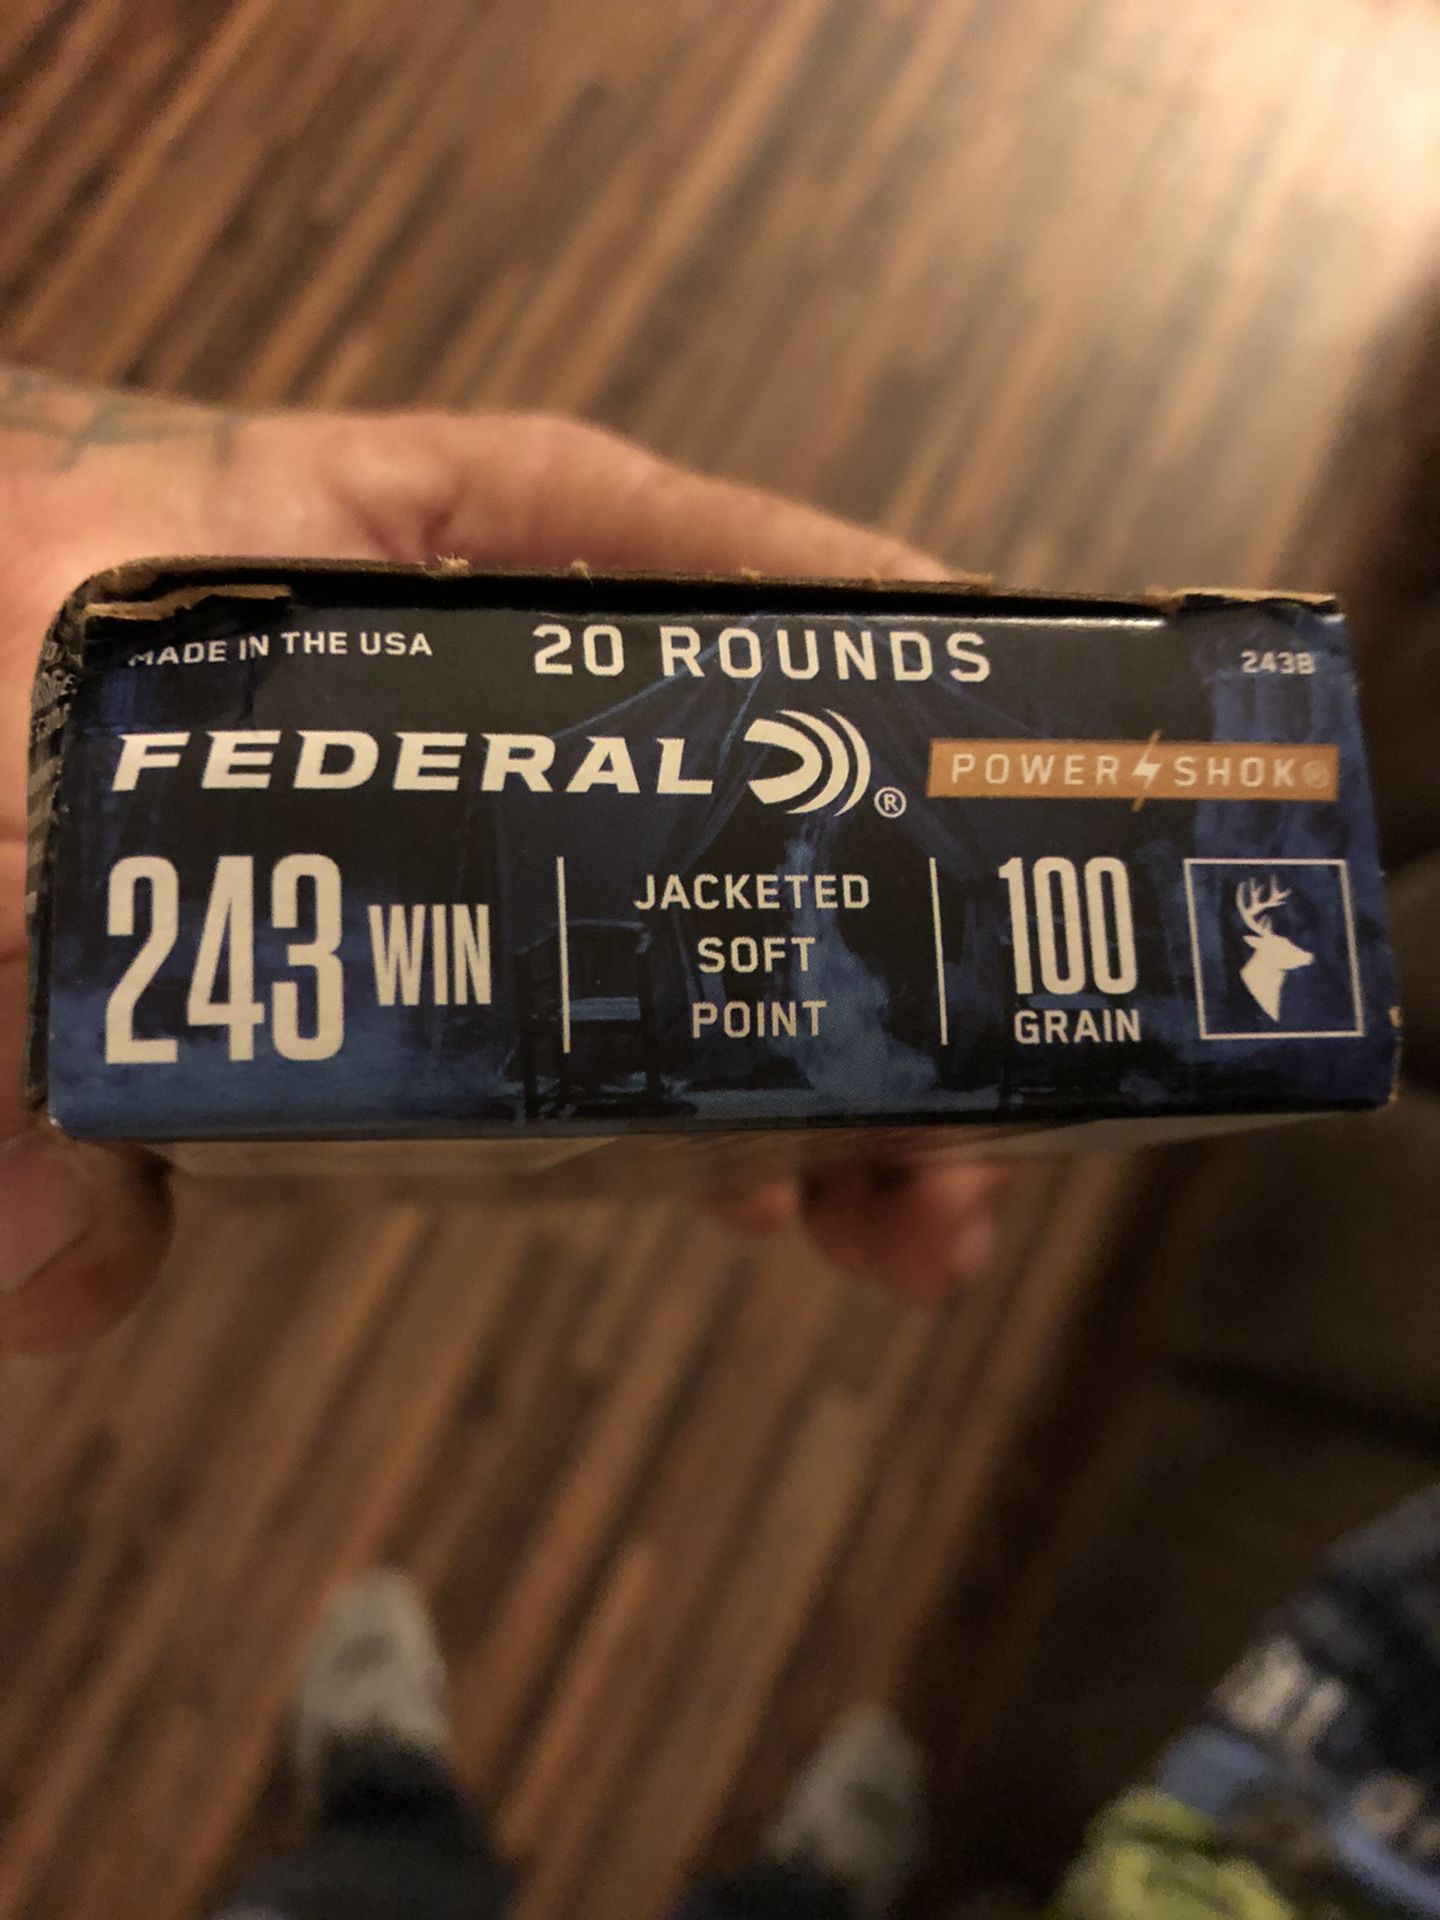 MADE IN THE USA
20 ROUNDS
243B
FEDERAL®
POWER SHOK®
243 WIN
JACKETED
SOFT
POINT
100
GRAIN